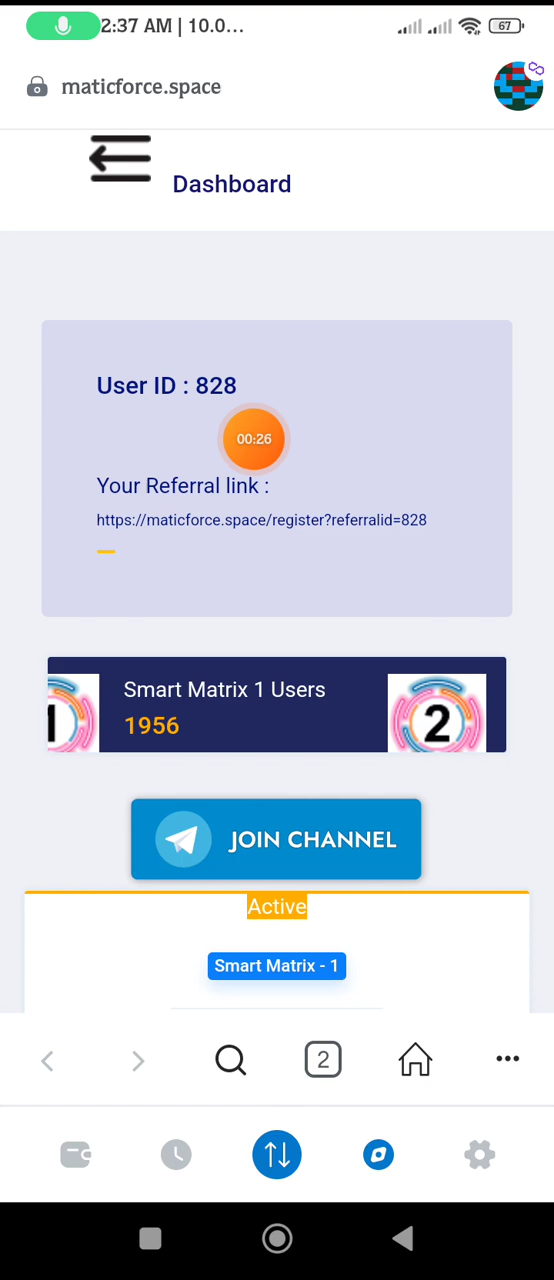 2:37 AM | 10.0...
67
maticforce.space
Dashboard
User ID : 828
00:26
Your Referral link :
https://maticforce.space/register?referralid=828
1
Smart Matrix 1 Users
1956
2
JOIN CHANNEL
Active
Smart Matrix - 1
2